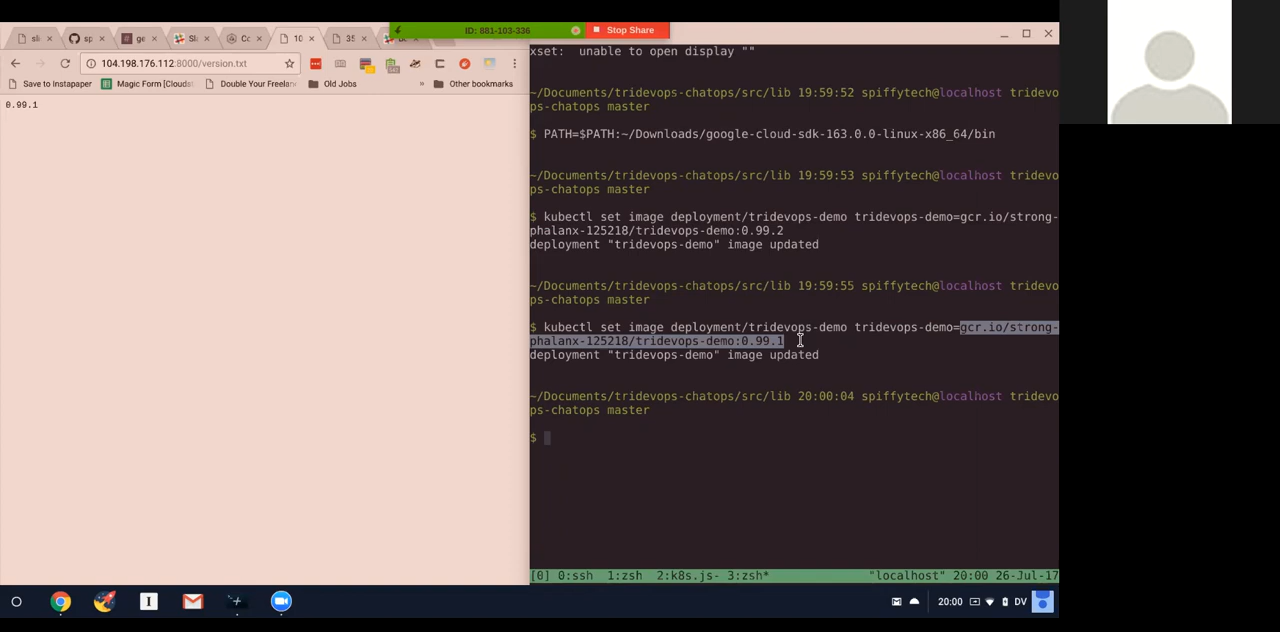 ID: 881-103-336
Stop Share
sli
sp
ge
Sl
Cc
10
35
104.198.176.112:8000/version.txt
Save to Instapaper
Magic Form [Clouds
Double Your Freelan
Old Jobs
»
Other bookmarks
0.99.1
xset:  unable to open display ""
~/Documents/tridevops-chatops/src/lib 19:59:52 spiffytech@localhost tridevo
ps-chatops master
$ PATH=$PATH:~/Downloads/google-cloud-sdk-163.0.0-linux-x86_64/bin
~/Documents/tridevops-chatops/src/lib 19:59:53 spiffytech@localhost tridevo
ps-chatops master
$ kubectl set image deployment/tridevops-demo tridevops-demo=gcr.io/strong-
phalanx-125218/tridevops-demo:0.99.2
deployment "tridevops-demo" image updated
~/Documents/tridevops-chatops/src/lib 19:59:55 spiffytech@localhost tridevo
ps-chatops master
$ kubectl set image deployment/tridevops-demo tridevops-demo=gcr.io/strong-
phalanx-125218/tridevops-demo:0.99.1
deployment "tridevops-demo" image updated
~/Documents/tridevops-chatops/src/lib 20:00:04 spiffytech@localhost tridevo
ps-chatops master
$
[0] 0:ssh  1:zsh  2:k8s.js- 3:zsh*
"localhost" 20:00 26-Jul-17
20:00
DV